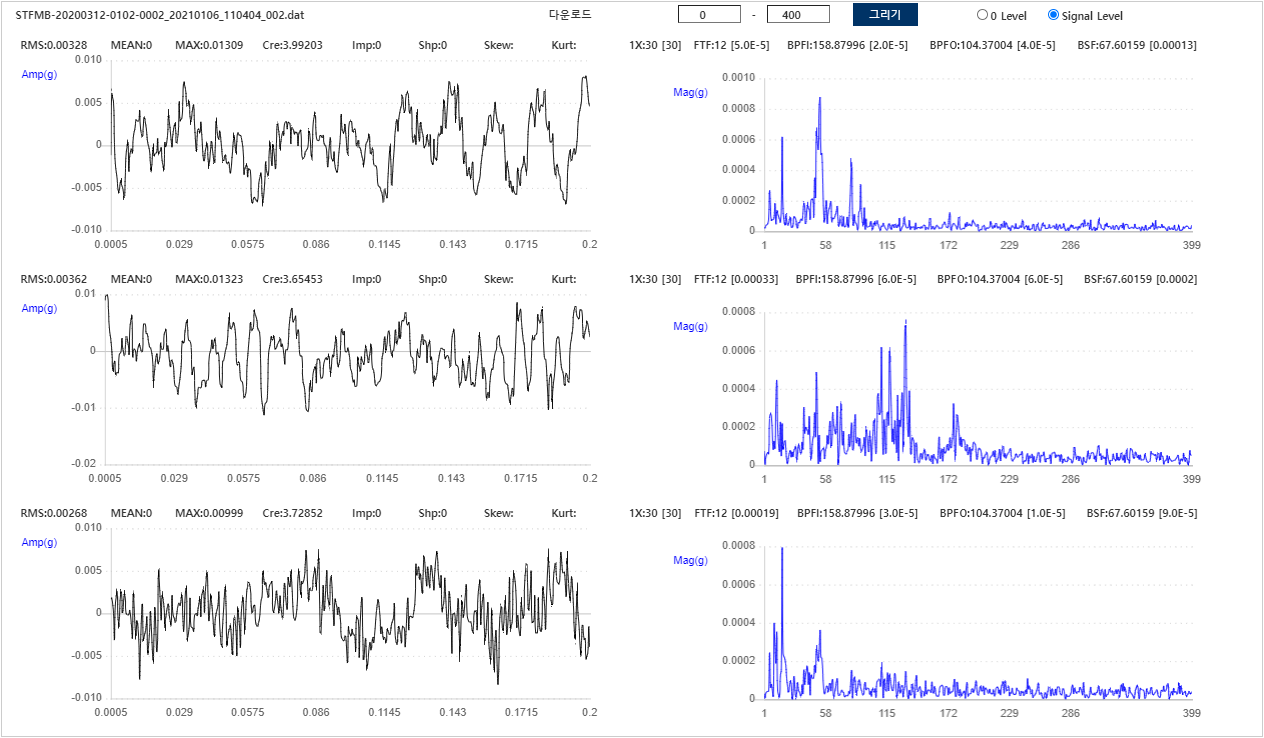 STFMB-20200312-0102-0002_20210106_110404_002.dat 다운로드 0 - 400 그리기 0 Level Signal Level
RMS:0.00328 MEAN:0 MAX:0.01309 Cre:3.99203 Imp:0 Shp:0 Skew: Kurt:
Amp(g)
0.010
0.005
0
-0.005
-0.010
0.0005 0.029 0.0575 0.086 0.1145 0.143 0.1715 0.2
1X:30 [30] FTF:12 [5.0E-5] BPFI:158.87996 [2.0E-5] BPFO:104.37004 [4.0E-5] BSF:67.60159 [0.00013]
Mag(g)
0.0010
0.0008
0.0006
0.0004
0.0002
0
1 58 115 172 229 286 399
RMS:0.00362 MEAN:0 MAX:0.01323 Cre:3.65453 Imp:0 Shp:0 Skew: Kurt:
Amp(g)
0.01
0
-0.01
-0.02
0.0005 0.029 0.0575 0.086 0.1145 0.143 0.1715 0.2
1X:30 [30] FTF:12 [0.00033] BPFI:158.87996 [6.0E-5] BPFO:104.37004 [6.0E-5] BSF:67.60159 [0.0002]
Mag(g)
0.0008
0.0006
0.0004
0.0002
0
1 58 115 172 229 286 399
RMS:0.00268 MEAN:0 MAX:0.00999 Cre:3.72852 Imp:0 Shp:0 Skew: Kurt:
Amp(g)
0.010
0.005
0
-0.005
-0.010
0.0005 0.029 0.0575 0.086 0.1145 0.143 0.1715 0.2
1X:30 [30] FTF:12 [0.00019] BPFI:158.87996 [3.0E-5] BPFO:104.37004 [1.0E-5] BSF:67.60159 [9.0E-5]
Mag(g)
0.0008
0.0006
0.0004
0.0002
0
1 58 115 172 229 286 399